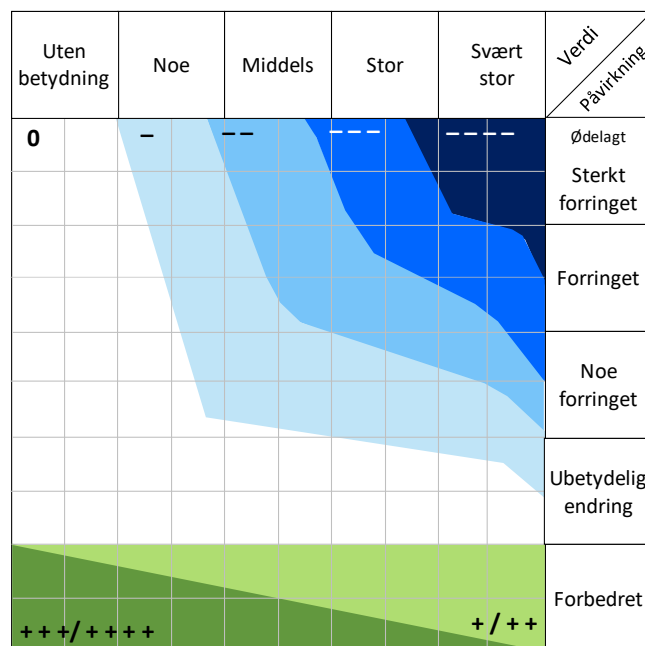 Uten
betydning
Noe
Middels
Stor
Svært
stor
Verdi
Påvirkning
0
–
– –
– – –
– – – –
Ødelagt
Sterkt
forringet
Forringet
Noe
forringet
Ubetydelig
endring
Forbedret
+++/++++
+/++